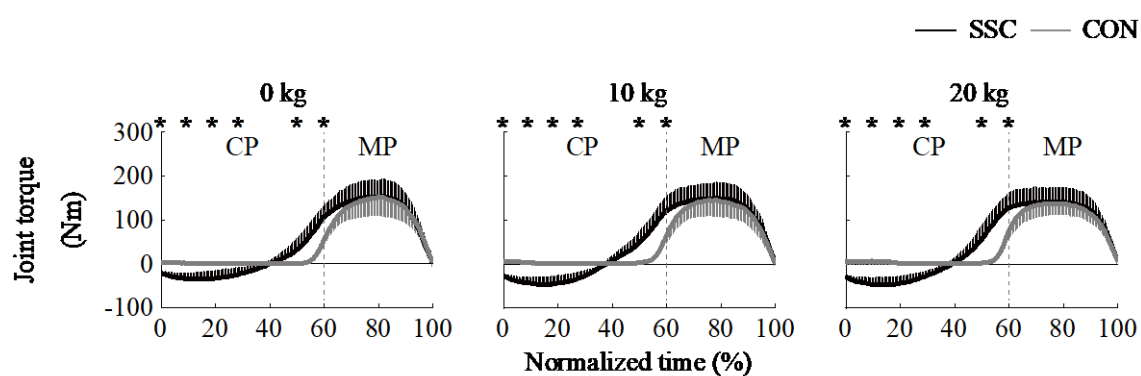 SSC CON
0 kg 10 kg 20 kg
* * * * * * * * * * * * * * * * * *
300 CP MP CP MP CP MP
200
100
0
-100
Joint torque
(Nm)
0 20 40 60 80 100 0 20 40 60 80 100 0 20 40 60 80 100
Normalized time (%)